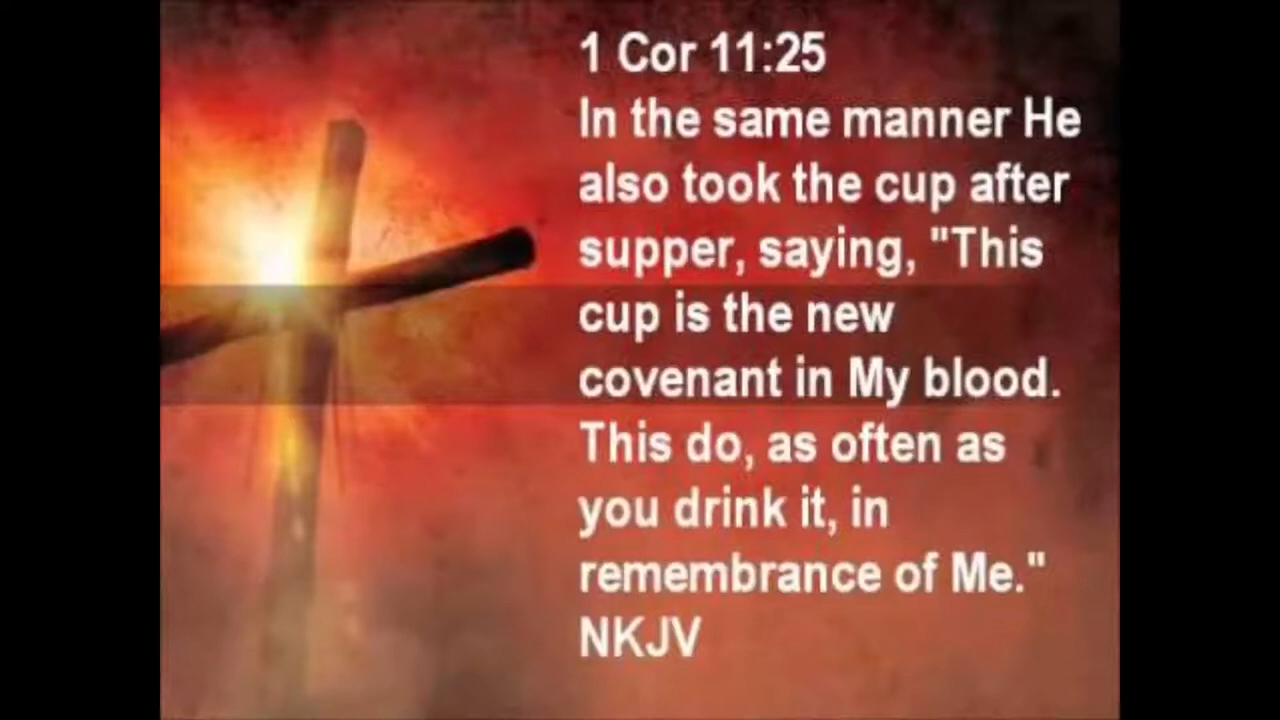 1 Cor 11:25
In the same manner He
also took the cup after
supper, saying, "This
cup is the new
covenant in My blood.
This do, as often as
you drink it, in
remembrance of Me."
NKJV